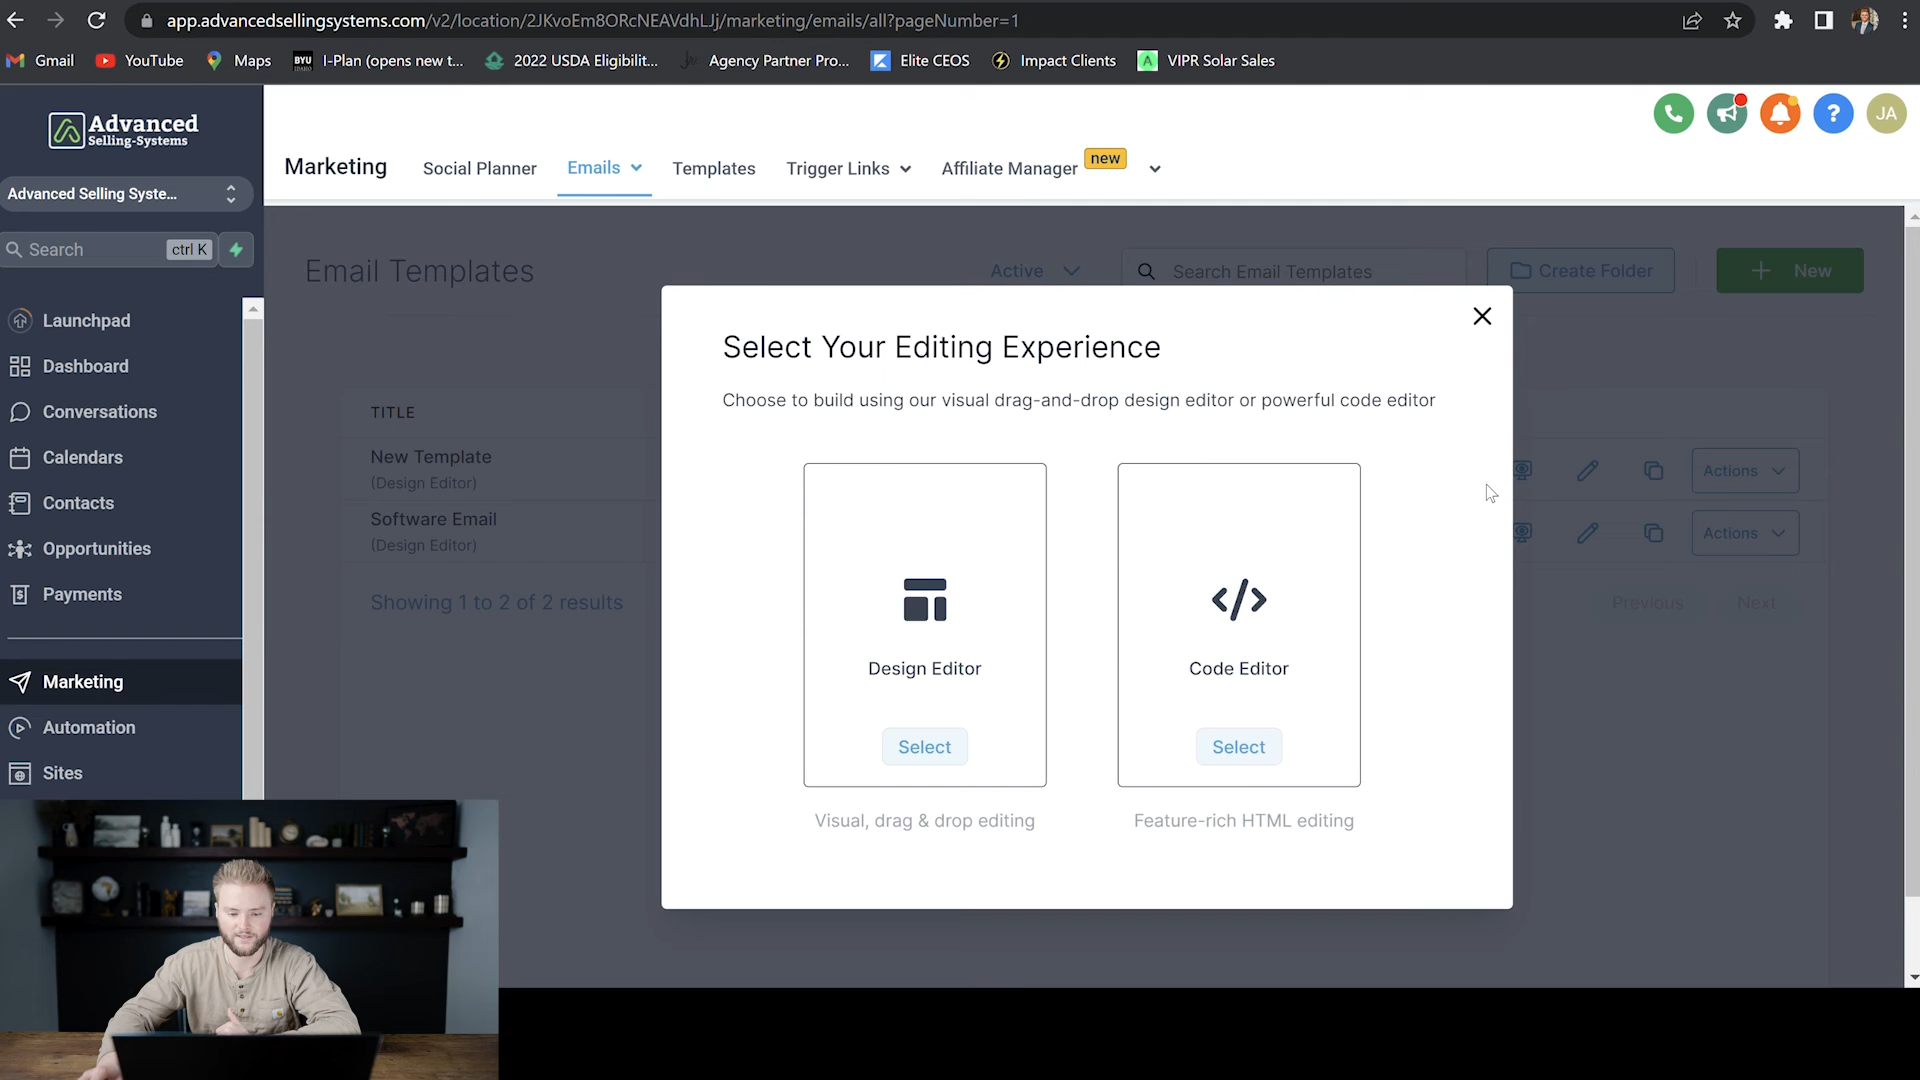 app.advancedsellingsystems.com/v2/location/2JKvoEm8ORcNEAVdhLJj/marketing/emails/all?pageNumber=1
Gmail
YouTube
Maps
BYU
IDAHO
I-Plan (opens new t...
2022 USDA Eligibilit...
Agency Partner Pro...
Elite CEOS
Impact Clients
VIPR Solar Sales
Advanced
Selling-Systems
Advanced Selling Syste...
Search
ctrl K
Launchpad
Dashboard
Conversations
Calendars
Contacts
Opportunities
Payments
Marketing
Automation
Sites
JA
Marketing
Social Planner
Emails
Templates
Trigger Links
Affiliate Manager
new
Email Templates
Active
Search Email Templates
Create Folder
New
TITLE
New Template
(Design Editor)
Actions
Software Email
(Design Editor)
Actions
Showing 1 to 2 of 2 results
Previous
Next
Select Your Editing Experience
Choose to build using our visual drag-and-drop design editor or powerful code editor
Design Editor
Select
Visual, drag & drop editing
Code Editor
Select
Feature-rich HTML editing